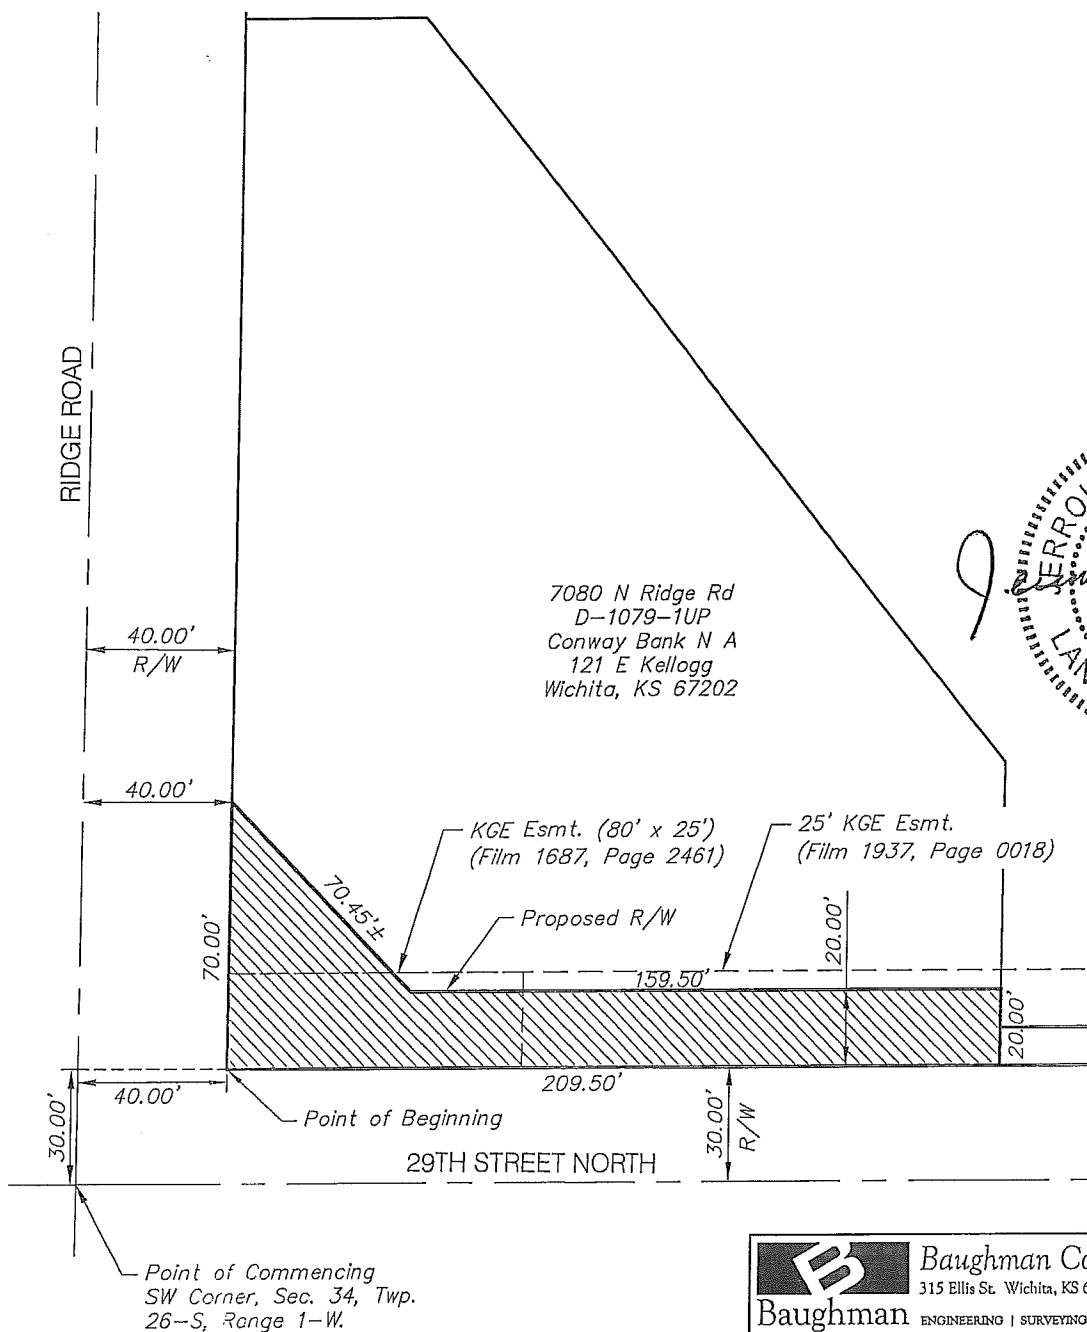 RIDGE ROAD
7080 N Ridge Rd
D-1079-1UP
Conway Bank N A
121 E Kellogg
Wichita, KS 67202
40.00'
R/W
40.00'
KGE Esmt. (80' x 25')
(Film 1687, Page 2461)
25' KGE Esmt.
(Film 1937, Page 0018)
70.45'±
Proposed R/W
20.00'
70.00'
159.50'
20.00'
40.00'
209.50'
Point of Beginning
30.00'
30.00'
R/W
29TH STREET NORTH
Point of Commencing
SW Corner, Sec. 34, Twp.
26-S, Range 1-W.
JERRO
LAN
Baughman Co
315 Ellis St. Wichita, KS 6
Baughman ENGINEERING | SURVEYING